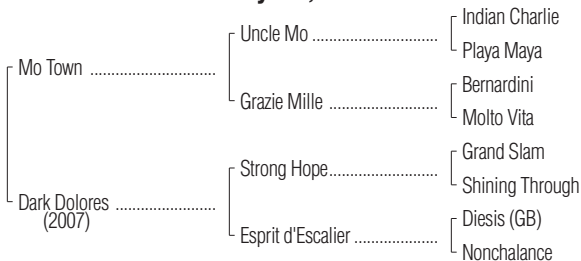 Indian Charlie
Uncle Mo ..............................
Playa Maya
Mo Town ..............................
Bernardini
Grazie Mille ..........................
Molto Vita
Grand Slam
Strong Hope..........................
Shining Through
Dark Dolores ........................
(2007)
Diesis (GB)
Esprit d'Escalier ....................
Nonchalance